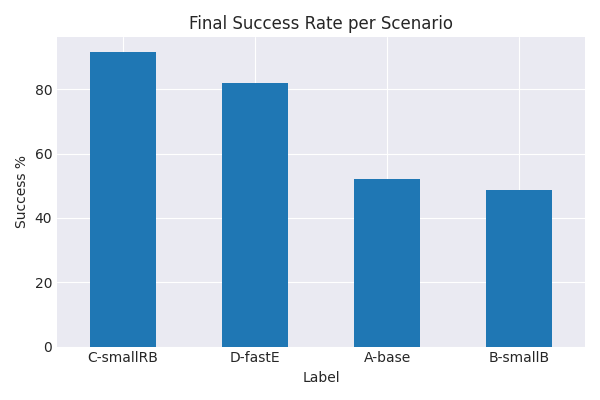 Final Success Rate per Scenario
Success %
80
60
40
20
0
C-smallRB D-fastE A-base B-smallB
Label